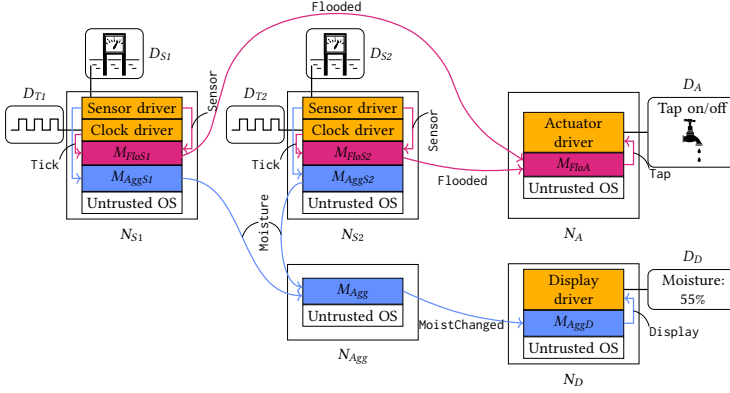 Flooded
D_S1
D_S2
D_T1
D_T2
D_A
Sensor driver
Clock driver
M_FloS1
M_AggS1
Untrusted OS
N_S1
Tick
Sensor
Sensor driver
Clock driver
M_FloS2
M_AggS2
Untrusted OS
N_S2
Tick
Sensor
Flooded
Actuator
driver
M_FloA
Untrusted OS
N_A
Tap
Tap on/off
Moisture
M_Agg
Untrusted OS
N_Agg
MoistChanged
Display
driver
M_AggD
Untrusted OS
N_D
Display
D_D
Moisture:
55%